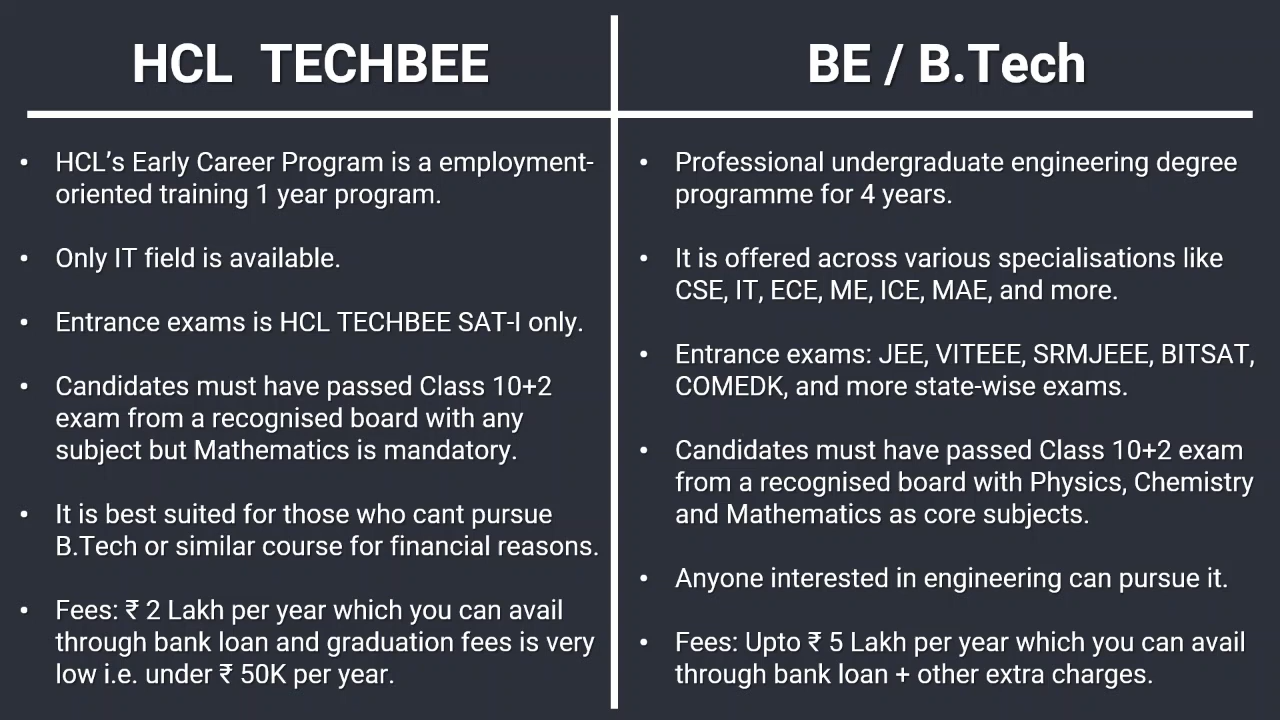 HCL TECHBEE
• HCL’s Early Career Program is a employment-
oriented training 1 year program.
• Only IT field is available.
• Entrance exams is HCL TECHBEE SAT-I only.
• Candidates must have passed Class 10+2
exam from a recognised board with any
subject but Mathematics is mandatory.
• It is best suited for those who cant pursue
B.Tech or similar course for financial reasons.
• Fees: ₹ 2 Lakh per year which you can avail
through bank loan and graduation fees is very
low i.e. under ₹ 50K per year.
BE / B.Tech
• Professional undergraduate engineering degree
programme for 4 years.
• It is offered across various specialisations like
CSE, IT, ECE, ME, ICE, MAE, and more.
• Entrance exams: JEE, VITEEE, SRMJEEE, BITSAT,
COMEDK, and more state-wise exams.
• Candidates must have passed Class 10+2 exam
from a recognised board with Physics, Chemistry
and Mathematics as core subjects.
• Anyone interested in engineering can pursue it.
• Fees: Upto ₹ 5 Lakh per year which you can avail
through bank loan + other extra charges.